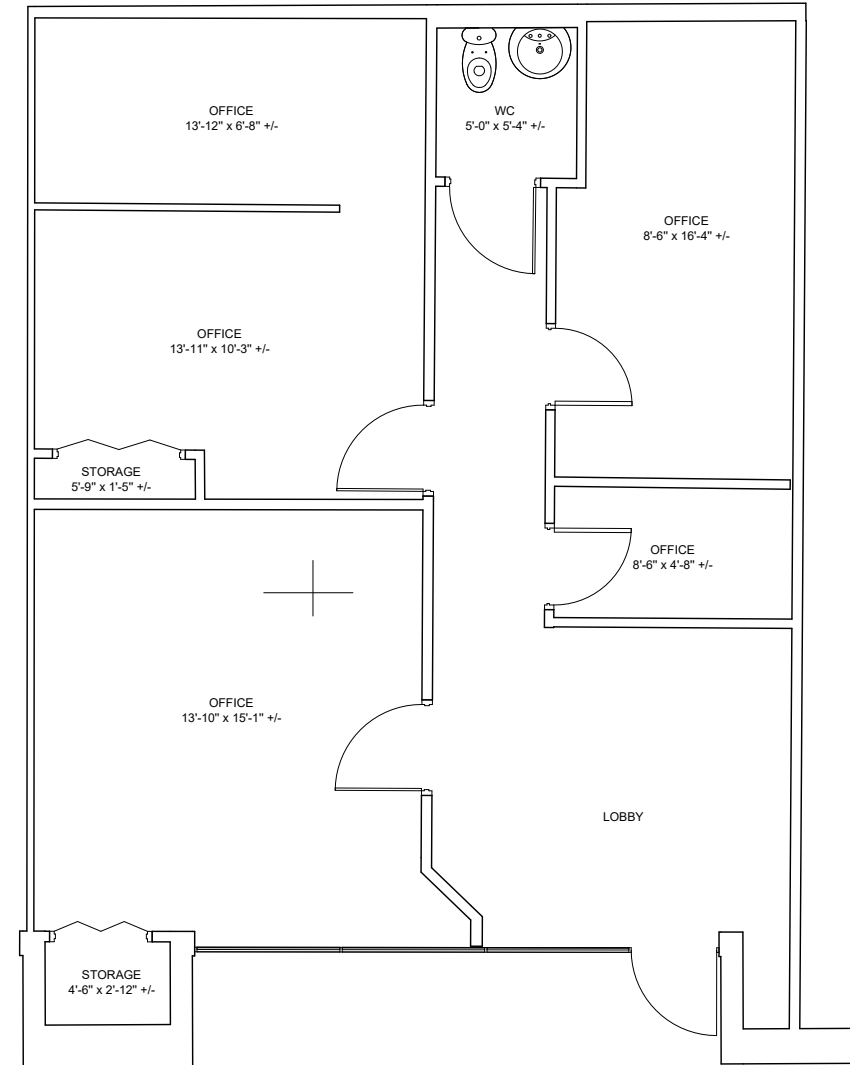 OFFICE
13'-12" x 6'-8" +/-
WC
5'-0" x 5'-4" +/-
OFFICE
8'-6" x 16'-4" +/-
OFFICE
13'-11" x 10'-3" +/-
STORAGE
5'-9" x 1'-5" +/-
OFFICE
8'-6" x 4'-8" +/-
OFFICE
13'-10" x 15'-1" +/-
LOBBY
STORAGE
4'-6" x 2'-12" +/-